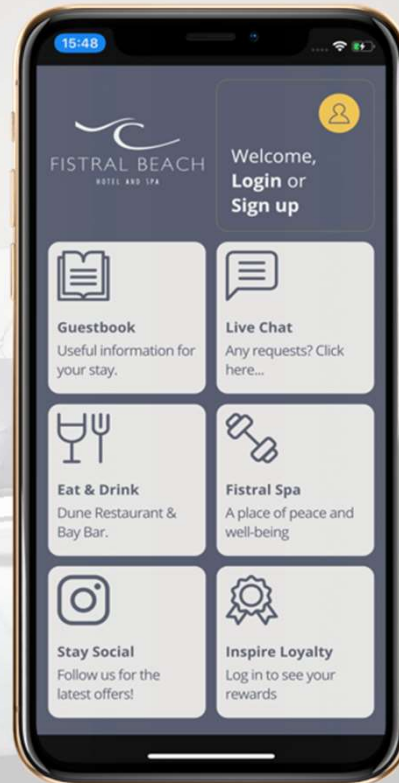 15:48
FISTRAL BEACH
HOTEL AND SPA
Welcome,
Login or
Sign up
Guestbook
Useful information for
your stay.
Live Chat
Any requests? Click
here...
Eat & Drink
Dune Restaurant &
Bay Bar.
Fistral Spa
A place of peace and
well-being
Stay Social
Follow us for the
latest offers!
Inspire Loyalty
Log in to see your
rewards